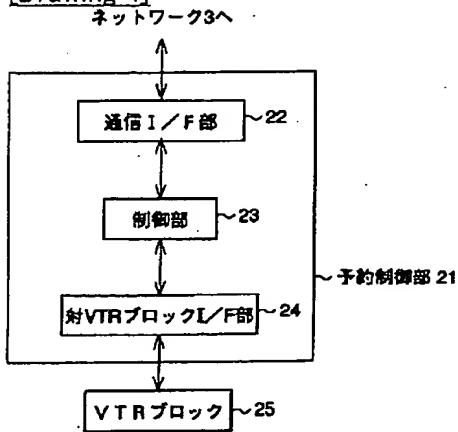 [Drawing 4]
ネットワーク3へ
通信I/F部
22
制御部
23
予約制御部 21
対VTRブロックI/F部
24
VTRブロック
25